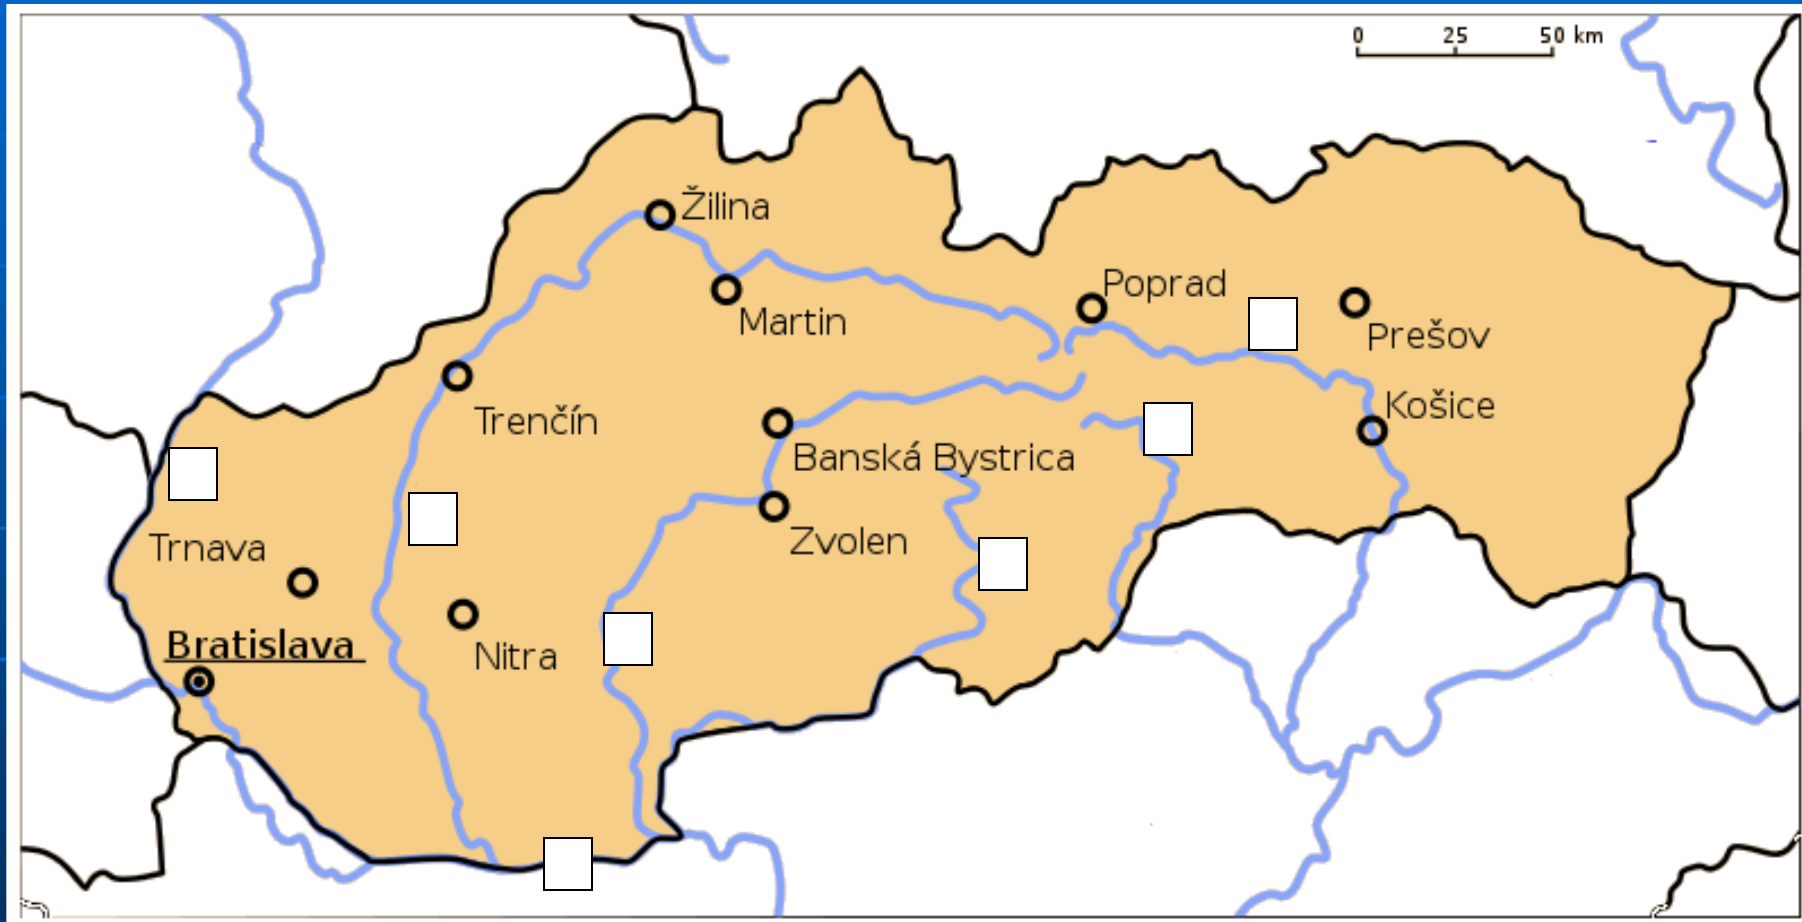 0 25 50 km
Žilina
Poprad
Martin
Prešov
Košice
Trenčín
Banská Bystrica
Zvolen
Trnava
Bratislava
Nitra